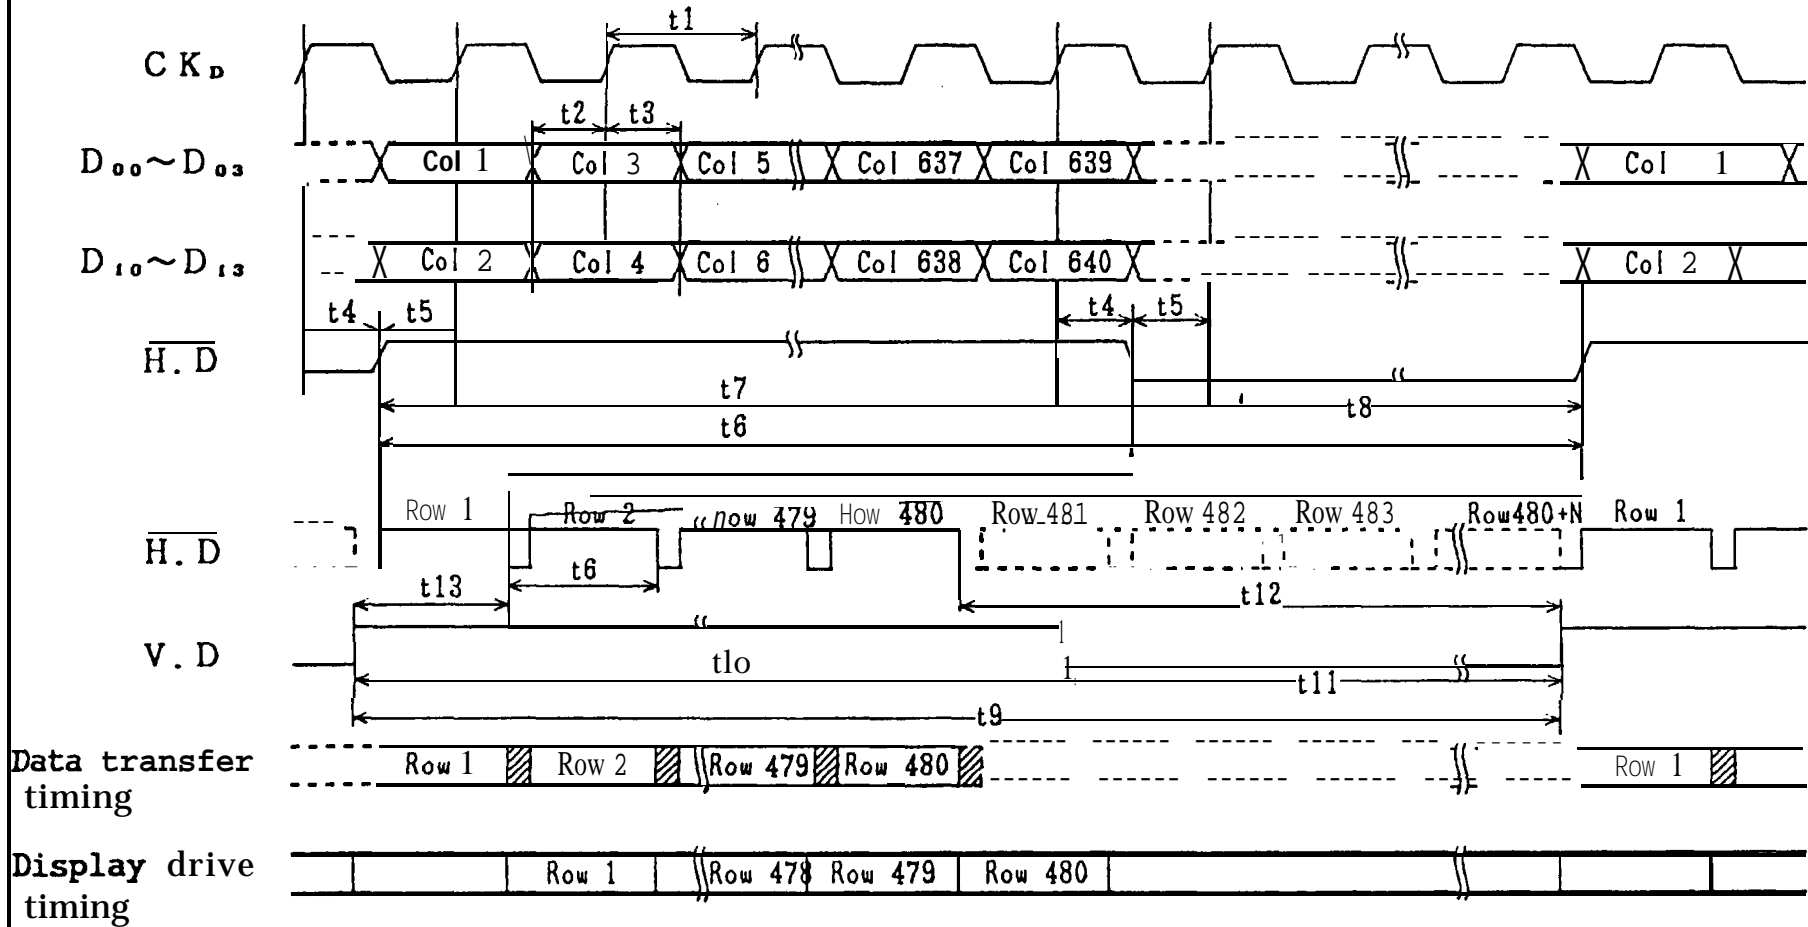 t1
CKD
t2 t3
D00~D03 Col 1 Col 3 Col 5 Col 637 Col 639 Col 1
D10~D13 Col 2 Col 4 Col 6 Col 638 Col 640 Col 2
t4 t5 t4 t5
H.D
t7 t8
t6
Row 1 Row 2 now 479 How 480 Row 481 Row 482 Row 483 Row480+N Row 1
H.D
t6
t13 t12
V.D
tlo t11
t9
Data transfer Row 1 Row 2 Row 479 Row 480 Row 1
timing
Display drive Row 1 Row 478 Row 479 Row 480
timing